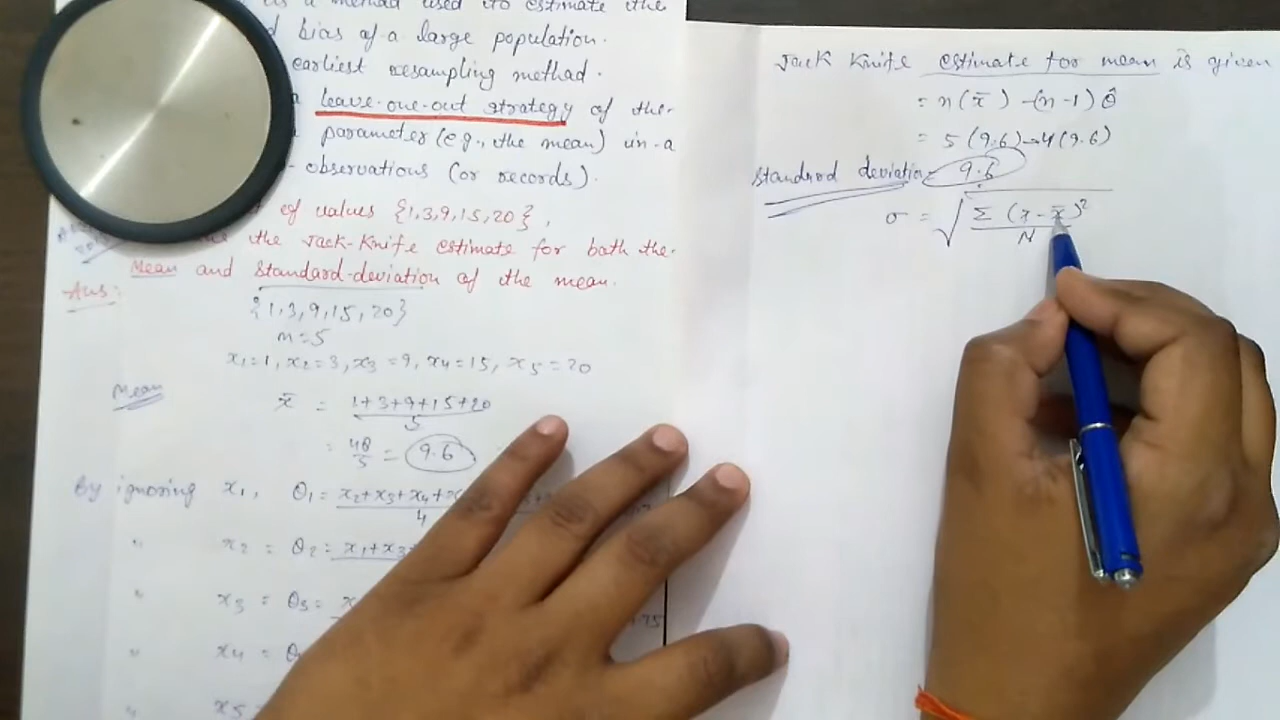 is a method used to estimate the
bias of a large population.
earliest resampling method.
leave-one-out strategy of the
parameter (e.g., the mean) in a
observations (or records).
of values {1,3,9,15,20},
the Jack-Knife estimate for both the
Mean and standard-deviation of the mean.
Ans:
{1,3,9,15,20}
n=5
x1=1, x2=3, x3=9, x4=15, x5=20
Mean
x̄ = 1+3+9+15+20
5
= 48/5 = 9.6
By ignoring x1, θ1 = x2+x3+x4+
4
" x2 = θ2 = x1+x3
" x3 = θ3 =
" x4 =
" x5
Jack Knife estimate for mean is given
= n(x̄) -(n-1) θ̂
= 5(9.6) - 4(9.6)
Standrod deviation 9.6
σ = √ Σ (x-x̄)²
N